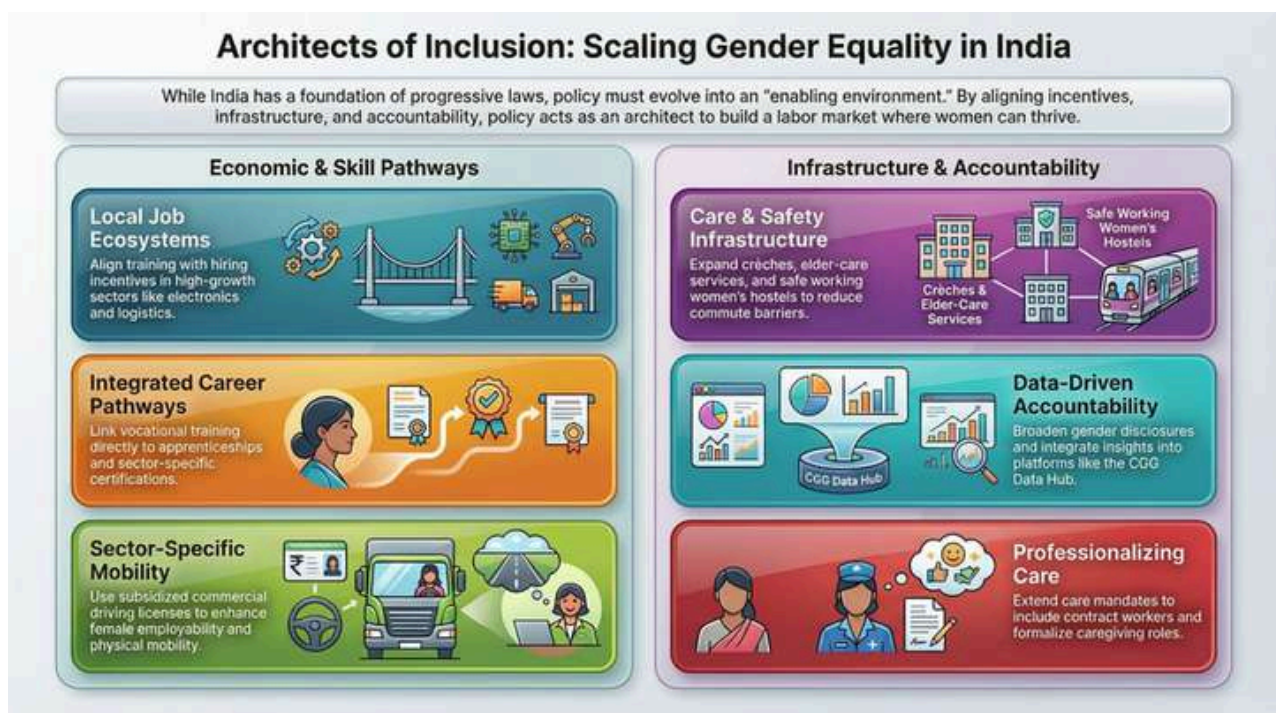 Architects of Inclusion: Scaling Gender Equality in India
While India has a foundation of progressive laws, policy must evolve into an "enabling environment." By aligning incentives,
infrastructure, and accountability, policy acts as an architect to build a labor market where women can thrive.
Economic & Skill Pathways
Local Job
Ecosystems
Align training with hiring
incentives in high-growth
sectors like electronics
and logistics.
Integrated Career
Pathways
Link vocational training
directly to apprenticeships
and sector-specific
certifications.
Sector-Specific
Mobility
Use subsidized commercial
driving licenses to enhance
female employability and
physical mobility.
₹
Infrastructure & Accountability
Care & Safety
Infrastructure
Expand crèches, elder-care
services, and safe working
women's hostels to reduce
commute barriers.
Safe Working
Women's
Hostels
Crèches &
Elder-Care
Services
Data-Driven
Accountability
Broaden gender disclosures
and integrate insights into
platforms like the CGG
Data Hub.
CGG Data Hub
Professionalizing
Care
Extend care mandates to
include contract workers and
formalize caregiving roles.